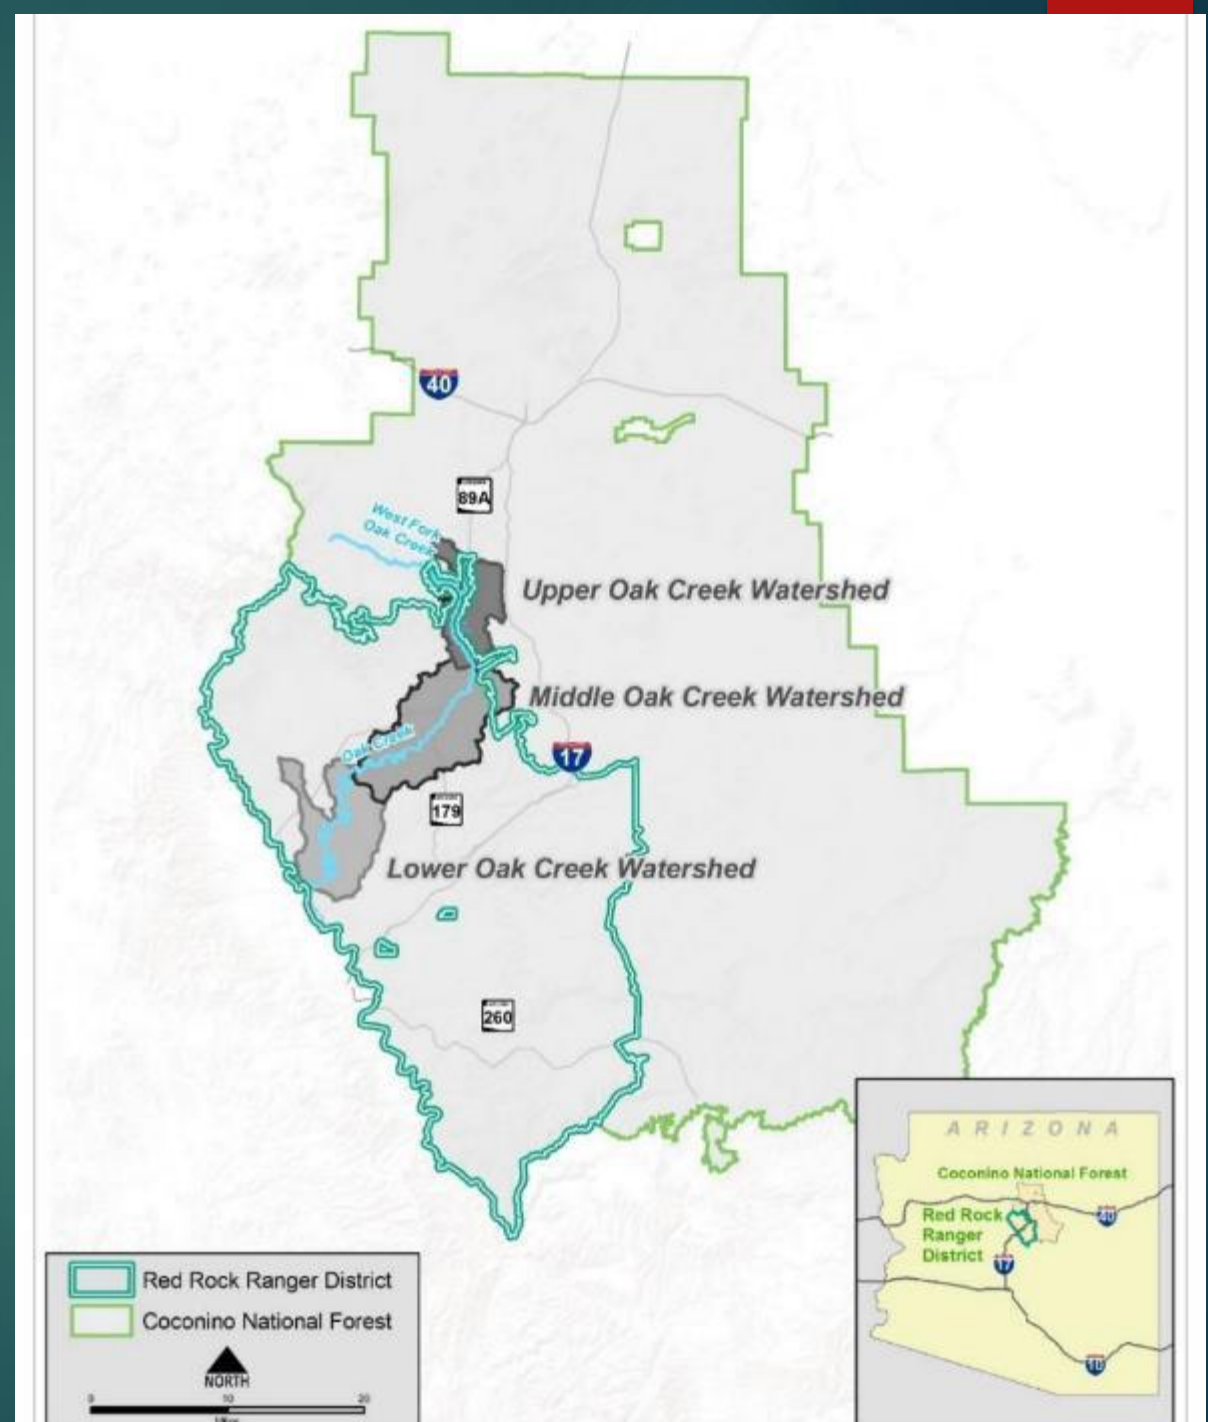 40
89A
West Fork
Oak Creek
Upper Oak Creek Watershed
Middle Oak Creek Watershed
Oak Creek
17
179
Lower Oak Creek Watershed
260
ARIZONA
Coconino National Forest
Red Rock
Ranger
District
40
17
10
Red Rock Ranger District
Coconino National Forest
NORTH
0 10 20